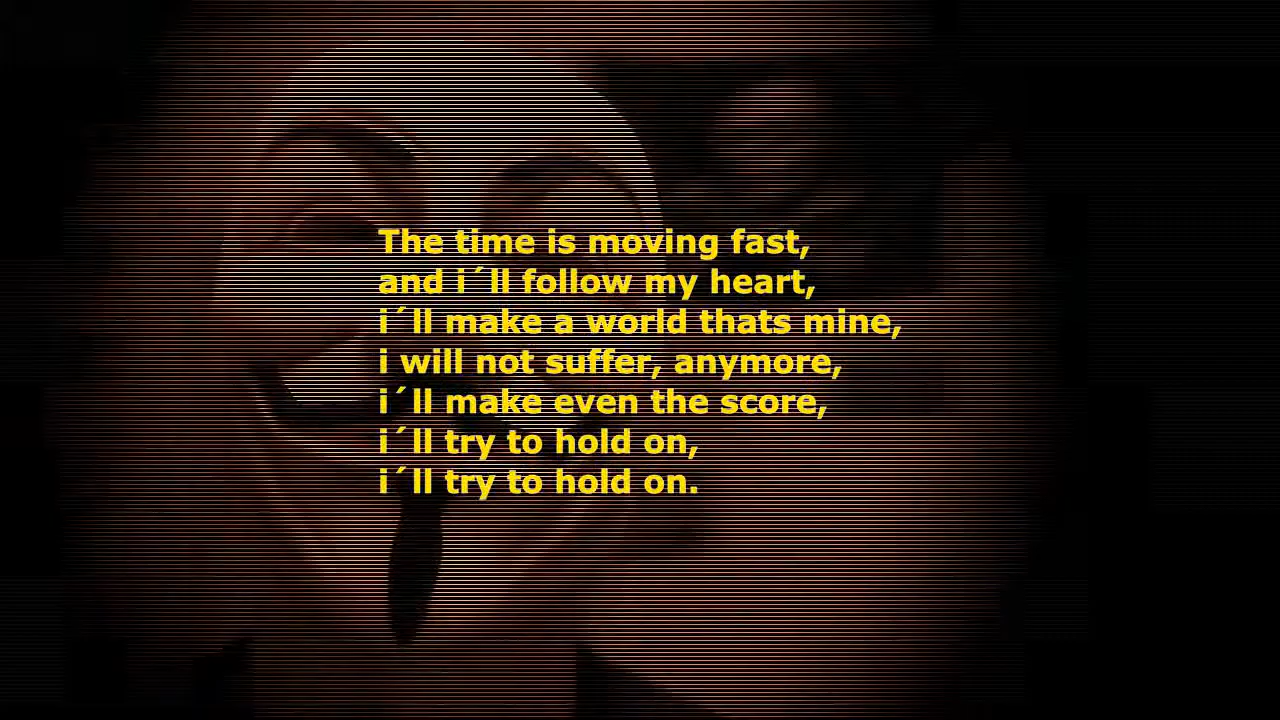 The time is moving fast,
and i´ll follow my heart,
i´ll make a world thats mine,
i will not suffer, anymore,
i´ll make even the score,
i´ll try to hold on,
i´ll try to hold on.